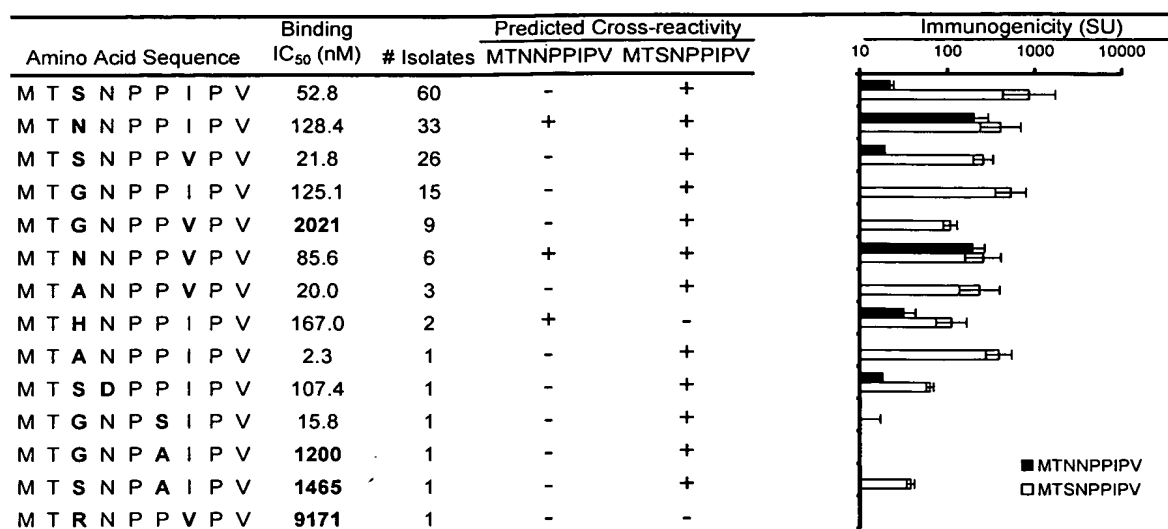 Binding Predicted Cross-reactivity Immunogenicity (SU)
Amino Acid Sequence IC50 (nM) # Isolates MTNNPPIPV MTSNPPIPV 10 100 1000 10000
M T S N P P I P V 52.8 60 - +
M T N N P P I P V 128.4 33 + +
M T S N P P V P V 21.8 26 - +
M T G N P P I P V 125.1 15 - +
M T G N P P V P V 2021 9 - +
M T N N P P V P V 85.6 6 + +
M T A N P P V P V 20.0 3 - +
M T H N P P I P V 167.0 2 + -
M T A N P P I P V 2.3 1 - +
M T S D P P I P V 107.4 1 - +
M T G N P S I P V 15.8 1 - +
M T G N P A I P V 1200 1 - +
M T S N P A I P V 1465 1 - +
M T R N P P V P V 9171 1 - -
MTNNPPIPV
MTSNPPIPV